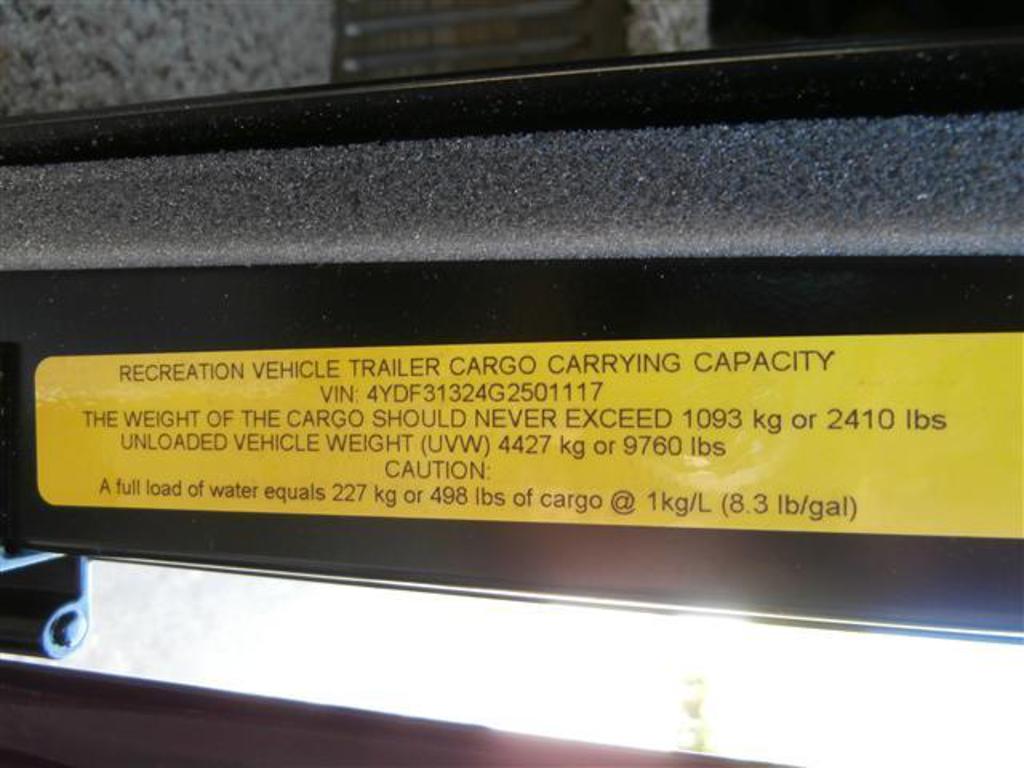 RECREATION VEHICLE TRAILER CARGO CARRYING CAPACITY
VIN: 4YDF31324G2501117
THE WEIGHT OF THE CARGO SHOULD NEVER EXCEED 1093 kg or 2410 lbs
UNLOADED VEHICLE WEIGHT (UVW) 4427 kg or 9760 lbs
CAUTION:
A full load of water equals 227 kg or 498 lbs of cargo @ 1kg/L (8.3 lb/gal)